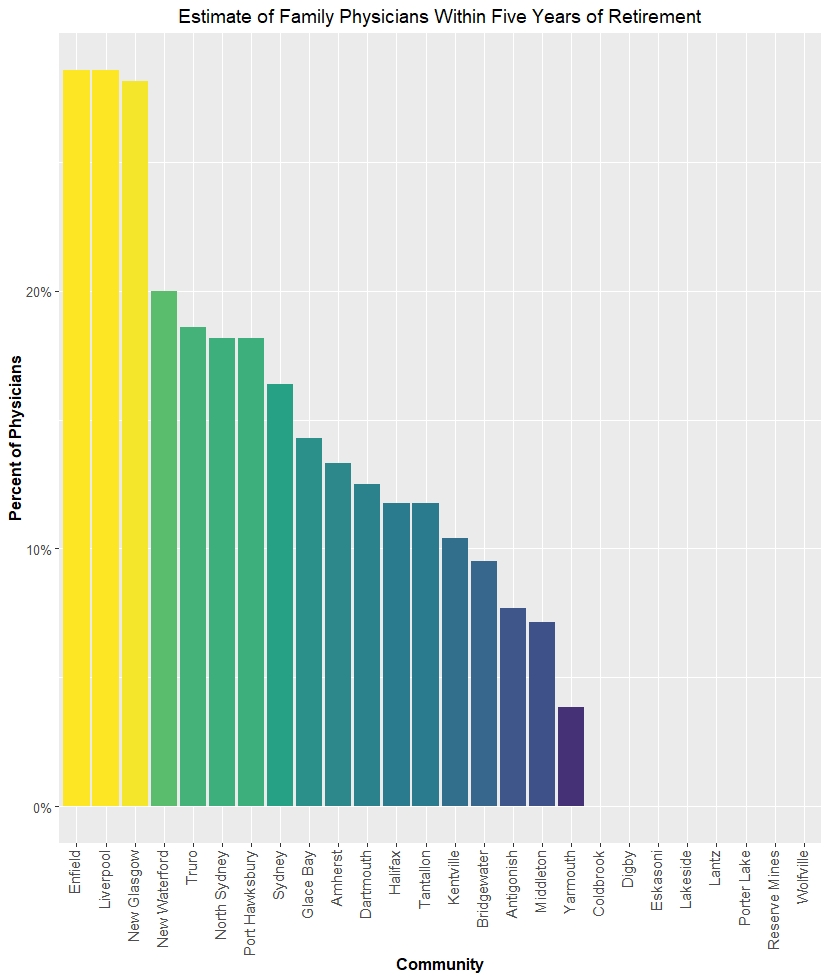 Estimate of Family Physicians Within Five Years of Retirement
Percent of Physicians
20%
10%
0%
Enfield
Liverpool
New Glasgow
New Waterford
Truro
North Sydney
Port Hawksbury
Sydney
Glace Bay
Amherst
Dartmouth
Halifax
Tantallon
Kentville
Bridgewater
Antigonish
Middleton
Yarmouth
Coldbrook
Digby
Eskasoni
Lakeside
Lantz
Porter Lake
Reserve Mines
Wolfville
Community